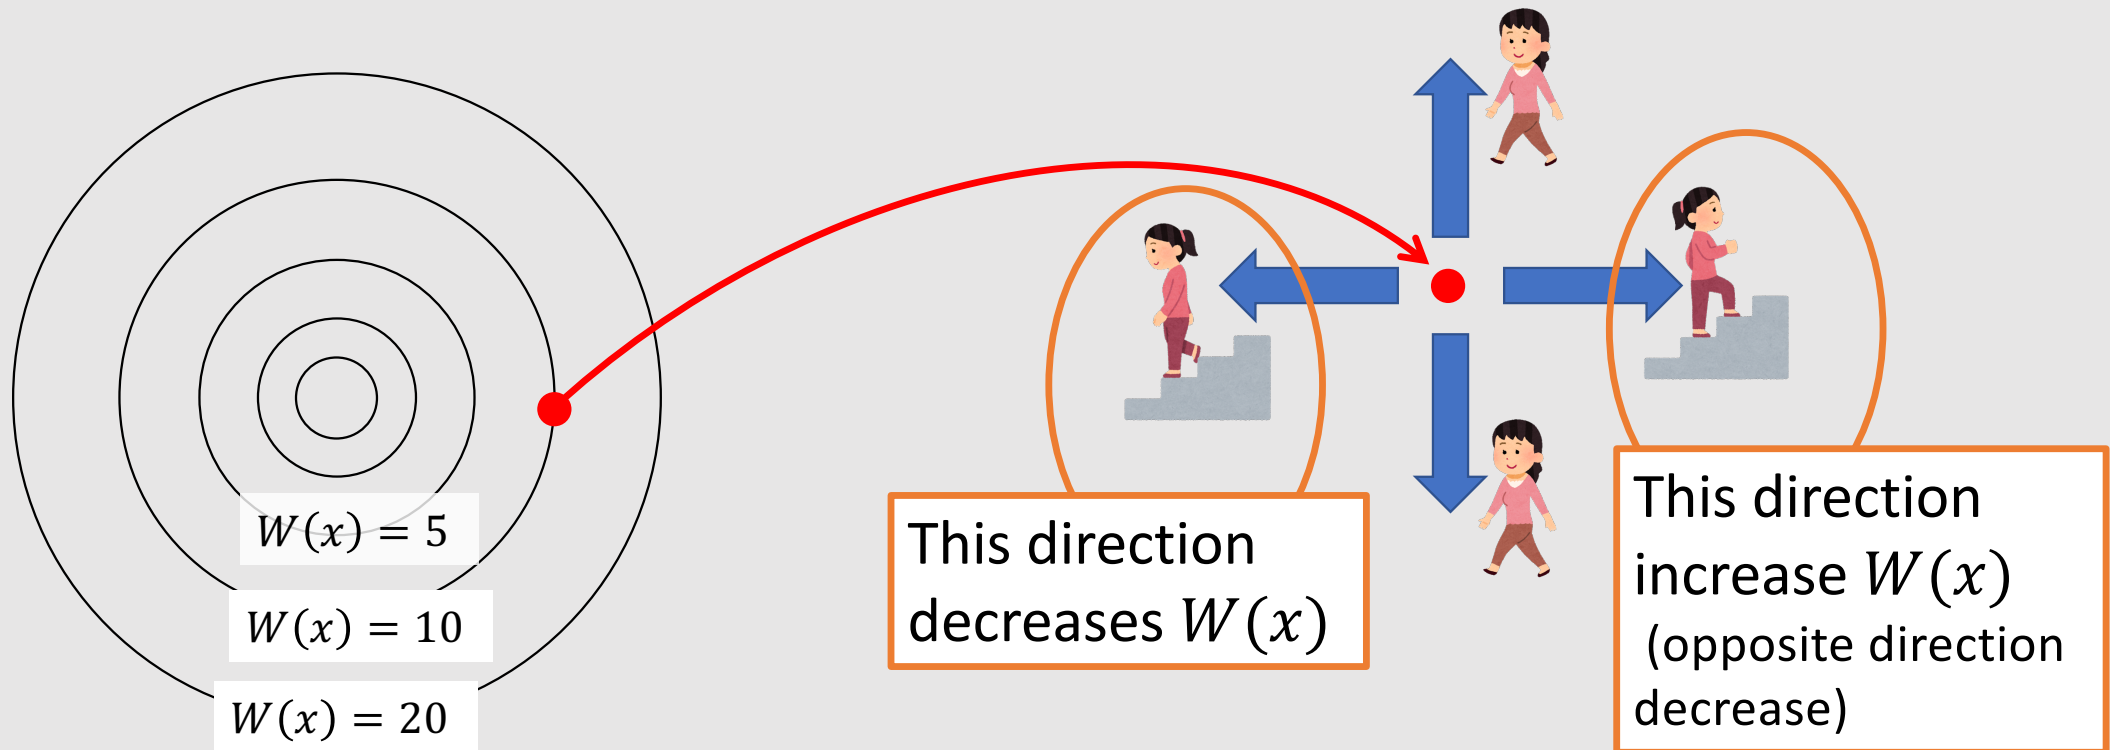 W(x) = 5
W(x) = 10
W(x) = 20
This direction
decreases W(x)
This direction
increase W(x)
(opposite direction
decrease)